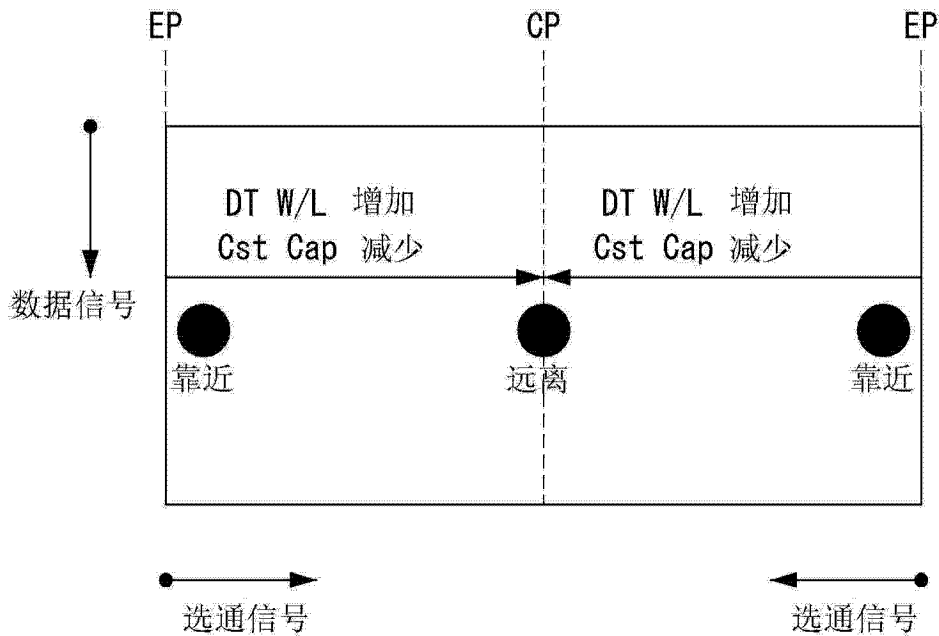 EP CP EP
DT W/L 增加 DT W/L 增加
Cst Cap 减少 Cst Cap 减少
数据信号
靠近 远离 靠近
选通信号 选通信号